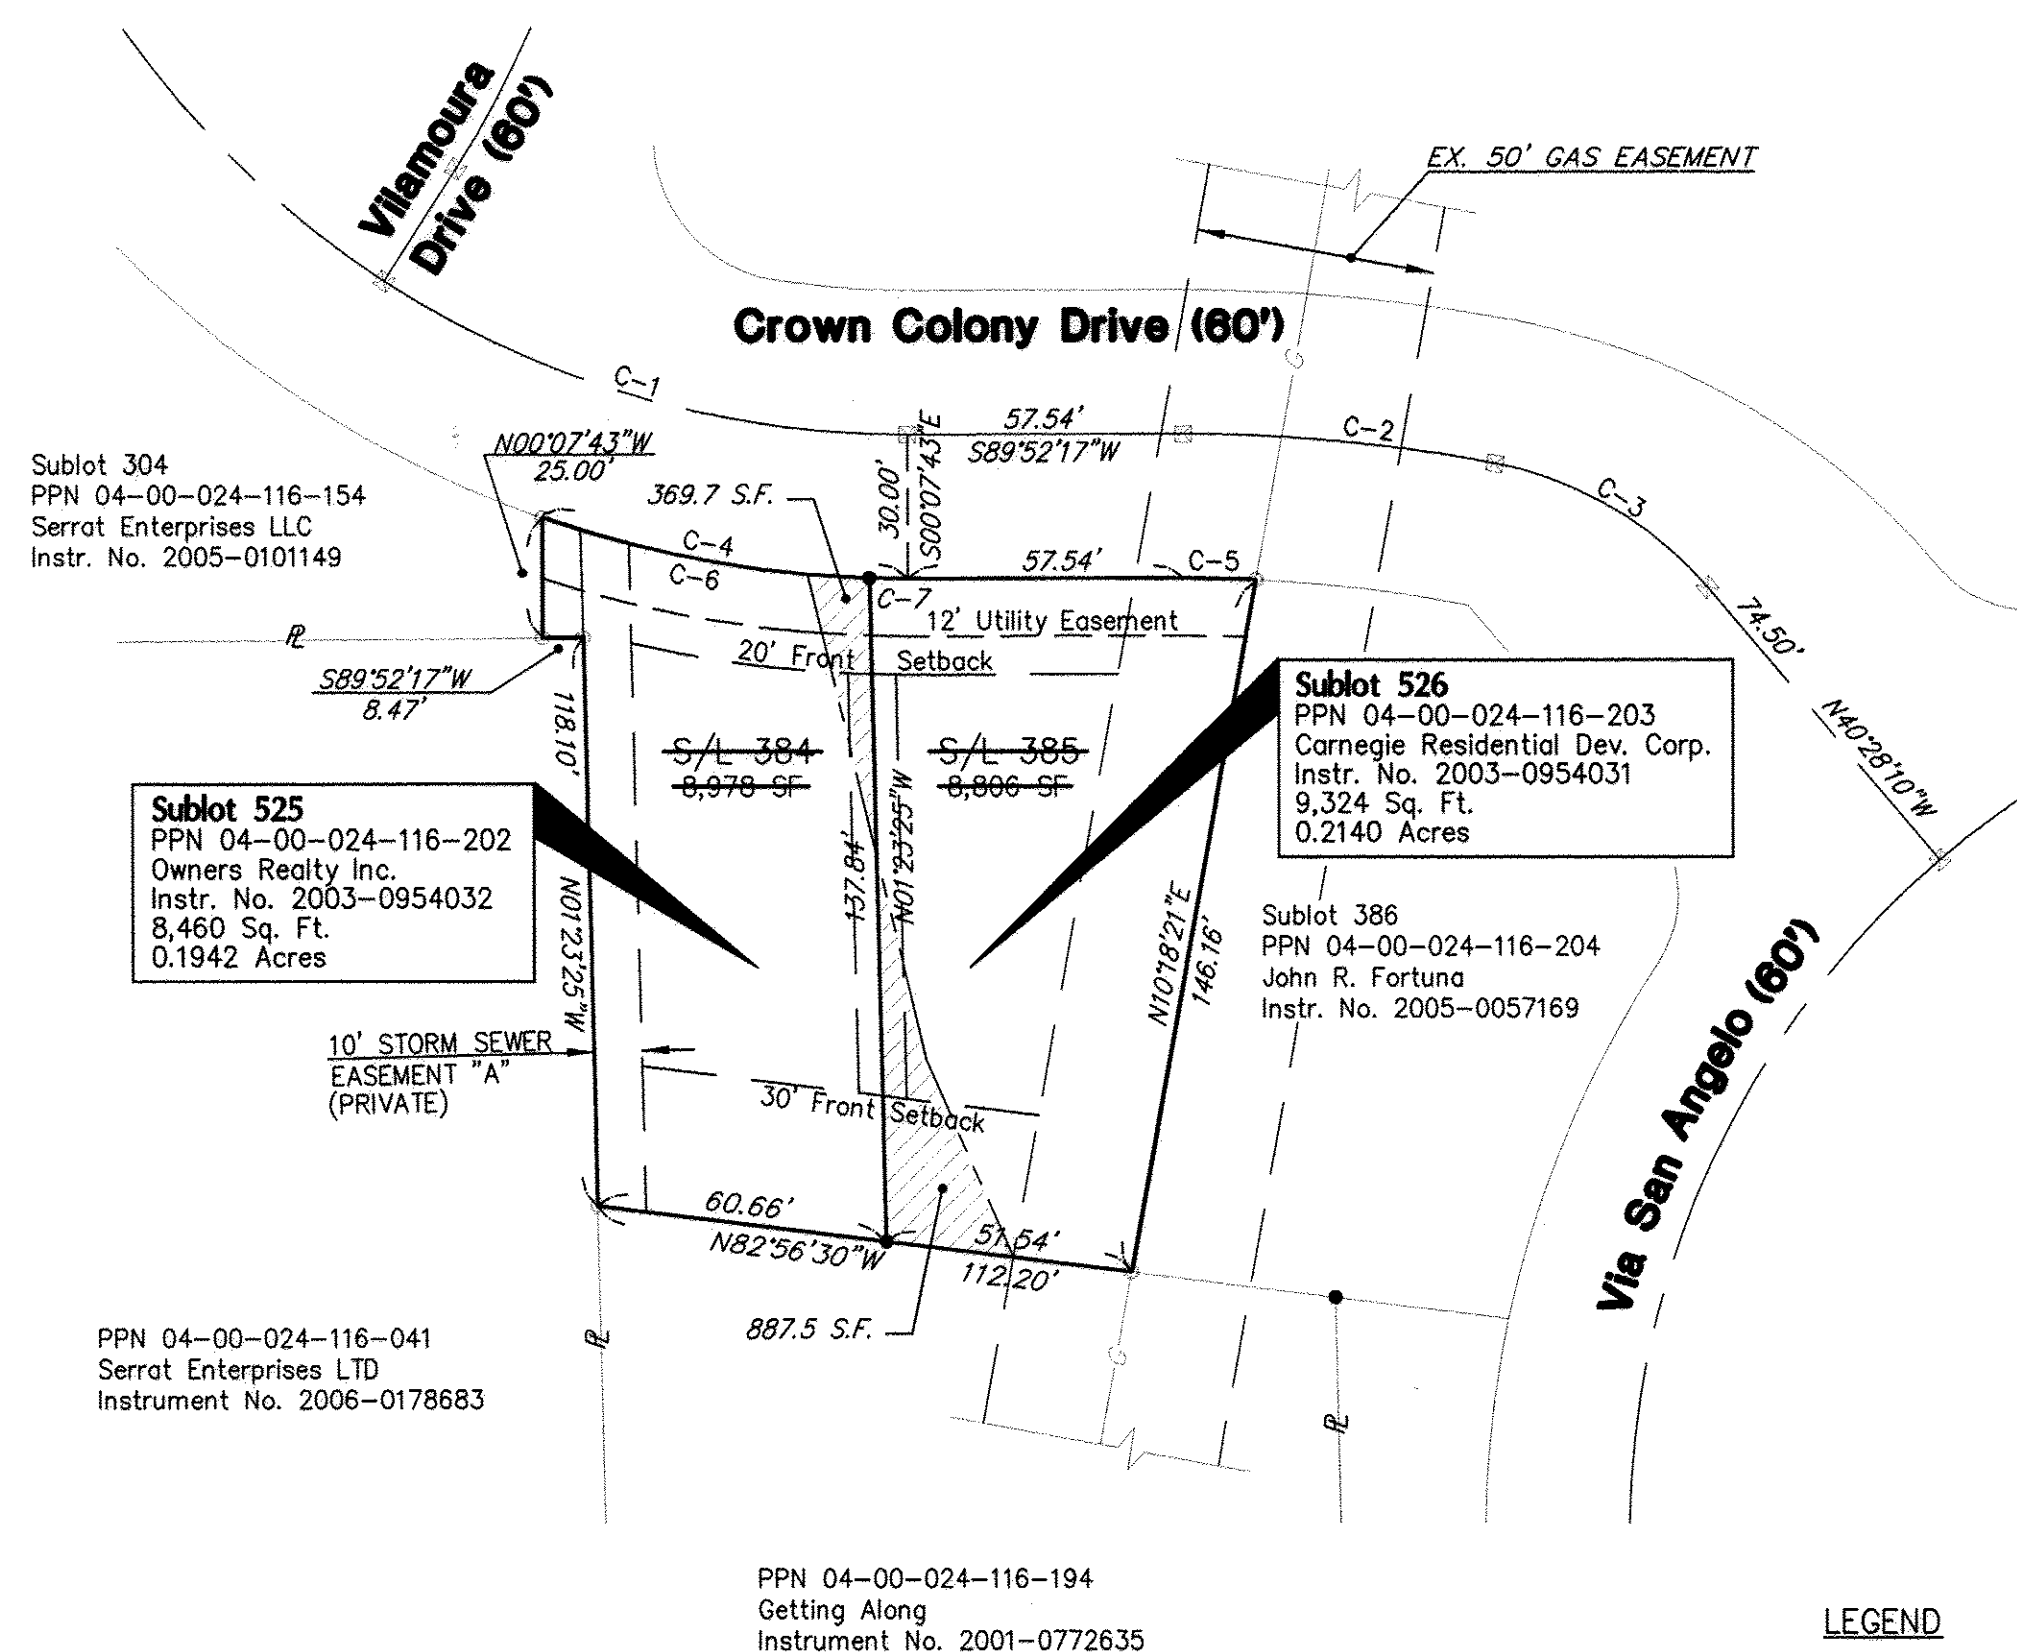 Vilamoura
Drive (60')
EX. 50' GAS EASEMENT
Crown Colony Drive (60')
G
C-1
57.54'
S89°52'17"W
C-2
C-3
N00°07'43"W
25.00'
30.00'
S00°07'43"E
Sublot 304
PPN 04-00-024-116-154
Serrat Enterprises LLC
Instr. No. 2005-0101149
369.7 S.F.
C-4
C-6
57.54'
C-5
C-7
12' Utility Easement
20' Front Setback
PL
S89°52'17"W
8.47'
118.10'
N01°23'25"W
74.50'
N40°28'10"W
S/L 384
8,978 SF
S/L 385
8,806 SF
137.84'
N01°23'25"W
Sublot 526
PPN 04-00-024-116-203
Carnegie Residential Dev. Corp.
Instr. No. 2003-0954031
9,324 Sq. Ft.
0.2140 Acres
Sublot 525
PPN 04-00-024-116-202
Owners Realty Inc.
Instr. No. 2003-0954032
8,460 Sq. Ft.
0.1942 Acres
N10°18'21"E
146.16'
Sublot 386
PPN 04-00-024-116-204
John R. Fortuna
Instr. No. 2005-0057169
Via San Angelo (60')
10' STORM SEWER
EASEMENT "A"
(PRIVATE)
30' Front Setback
60.66'
N82°56'30"W
51.54'
112.20'
887.5 S.F.
PPN 04-00-024-116-041
Serrat Enterprises LTD
Instrument No. 2006-0178683
PL
G
PL
PPN 04-00-024-116-194
Getting Along
Instrument No. 2001-0772635
LEGEND